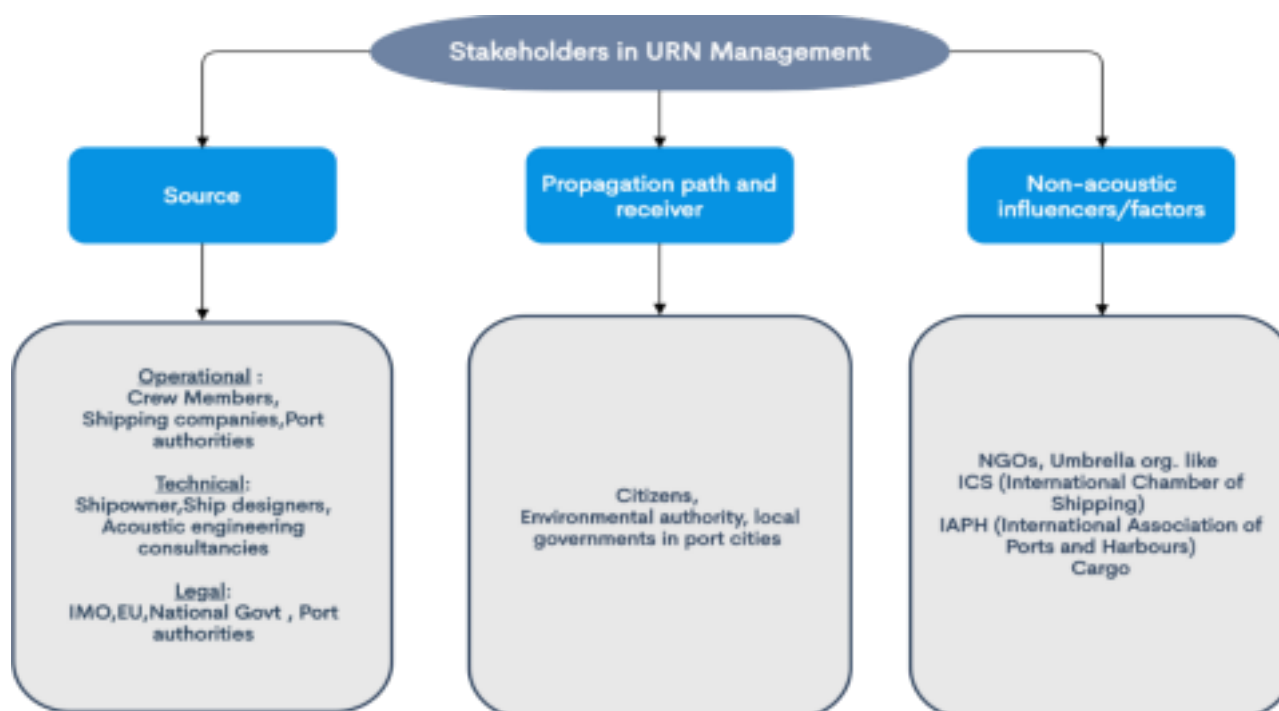 Stakeholders in URN Management
Source
Propagation path and
receiver
Non-acoustic
influencers/factors
Operational :
Crew Members,
Shipping companies,Port
authorities
Technical:
Shipowner,Ship designers,
Acoustic engineering
consultancies
Legal:
IMO,EU,National Govt , Port
authorities
Citizens,
Environmental authority, local
governments in port cities
NGOs, Umbrella org. like
ICS (International Chamber of
Shipping)
IAPH (International Association of
Ports and Harbours)
Cargo